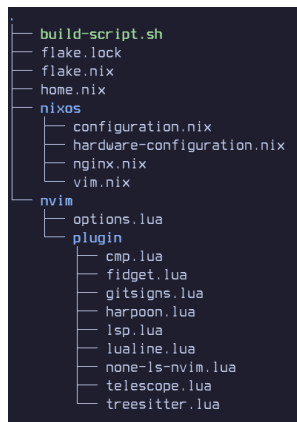 .
├── build-script.sh
├── flake.lock
├── flake.nix
├── home.nix
├── nixos
│   ├── configuration.nix
│   ├── hardware-configuration.nix
│   ├── nginx.nix
│   └── vim.nix
└── nvim
    ├── options.lua
    └── plugin
        ├── cmp.lua
        ├── fidget.lua
        ├── gitsigns.lua
        ├── harpoon.lua
        ├── lsp.lua
        ├── lualine.lua
        ├── none-ls-nvim.lua
        ├── telescope.lua
        └── treesitter.lua